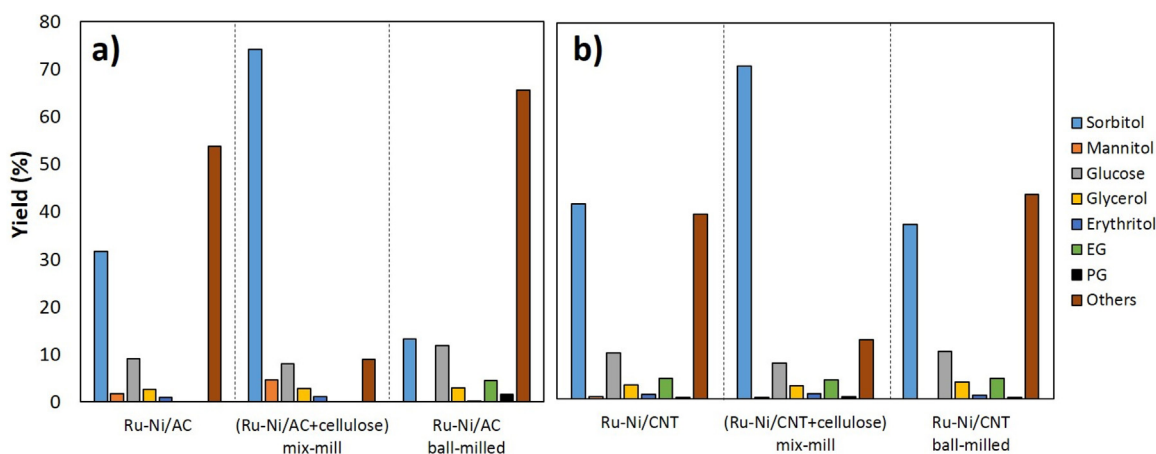 a)
b)
Yield (%)
80
70
60
50
40
30
20
10
0
Ru-Ni/AC
(Ru-Ni/AC+cellulose)
mix-mill
Ru-Ni/AC
ball-milled
Ru-Ni/CNT
(Ru-Ni/CNT+cellulose)
mix-mill
Ru-Ni/CNT
ball-milled
Sorbitol
Mannitol
Glucose
Glycerol
Erythritol
EG
PG
Others